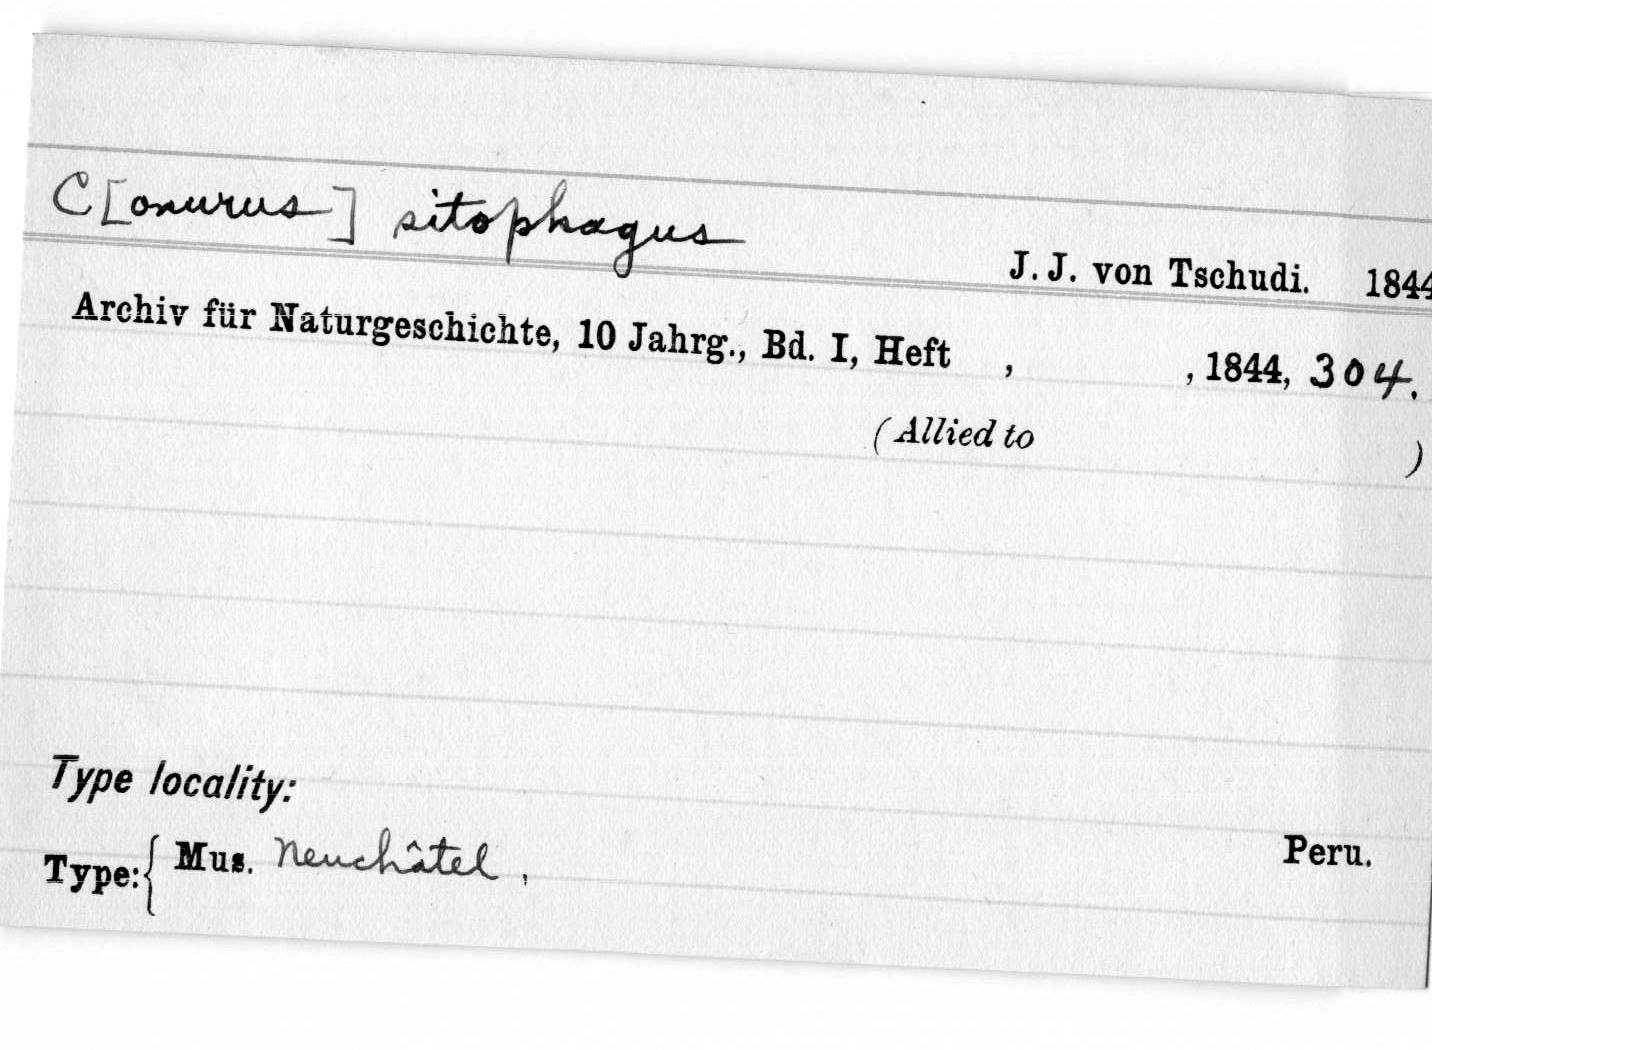 C[onurus] sitophagus
J. J. von Tschudi. 1844
Archiv für Naturgeschichte, 10 Jahrg., Bd. I, Heft , , 1844, 304.
(Allied to )
Type locality:
Peru.
Type: { Mus. Neuchâtel,